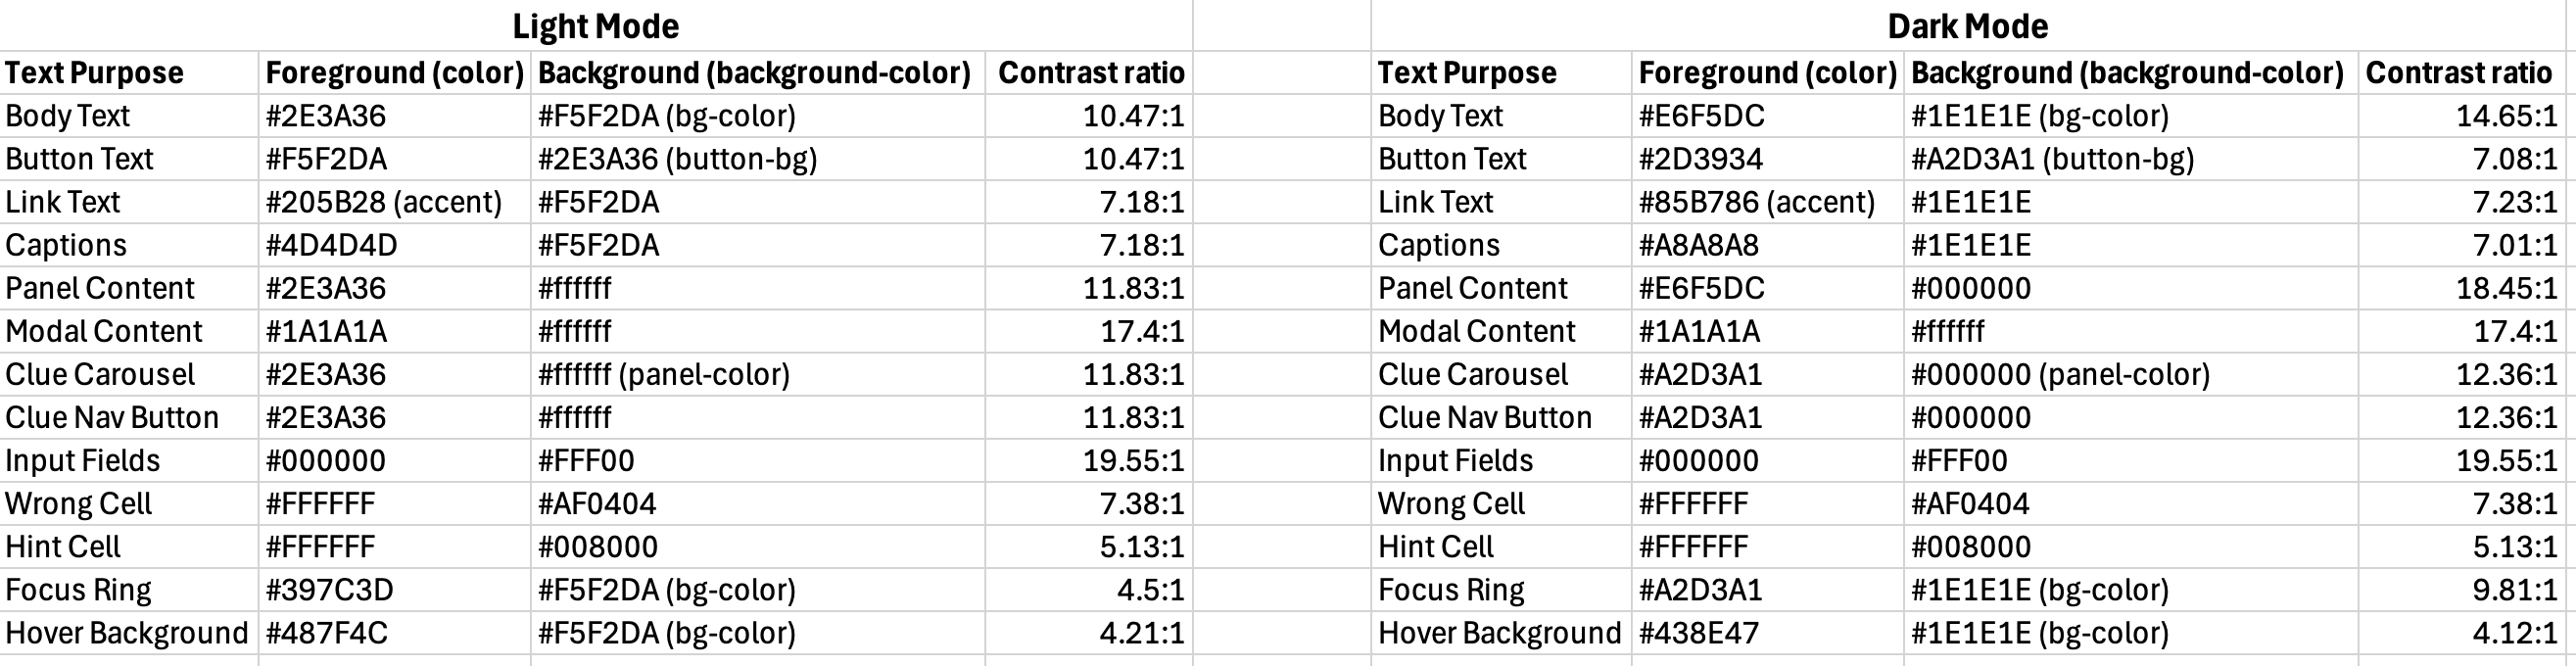 Light Mode Dark Mode
Text Purpose Foreground (color) Background (background-color) Contrast ratio Text Purpose Foreground (color) Background (background-color) Contrast ratio
Body Text #2E3A36 #F5F2DA (bg-color) 10.47:1 Body Text #E6F5DC #1E1E1E (bg-color) 14.65:1
Button Text #F5F2DA #2E3A36 (button-bg) 10.47:1 Button Text #2D3934 #A2D3A1 (button-bg) 7.08:1
Link Text #205B28 (accent) #F5F2DA 7.18:1 Link Text #85B786 (accent) #1E1E1E 7.23:1
Captions #4D4D4D #F5F2DA 7.18:1 Captions #A8A8A8 #1E1E1E 7.01:1
Panel Content #2E3A36 #ffffff 11.83:1 Panel Content #E6F5DC #000000 18.45:1
Modal Content #1A1A1A #ffffff 17.4:1 Modal Content #1A1A1A #ffffff 17.4:1
Clue Carousel #2E3A36 #ffffff (panel-color) 11.83:1 Clue Carousel #A2D3A1 #000000 (panel-color) 12.36:1
Clue Nav Button #2E3A36 #ffffff 11.83:1 Clue Nav Button #A2D3A1 #000000 12.36:1
Input Fields #000000 #FFF00 19.55:1 Input Fields #000000 #FFF00 19.55:1
Wrong Cell #FFFFFF #AF0404 7.38:1 Wrong Cell #FFFFFF #AF0404 7.38:1
Hint Cell #FFFFFF #008000 5.13:1 Hint Cell #FFFFFF #008000 5.13:1
Focus Ring #397C3D #F5F2DA (bg-color) 4.5:1 Focus Ring #A2D3A1 #1E1E1E (bg-color) 9.81:1
Hover Background #487F4C #F5F2DA (bg-color) 4.21:1 Hover Background #438E47 #1E1E1E (bg-color) 4.12:1